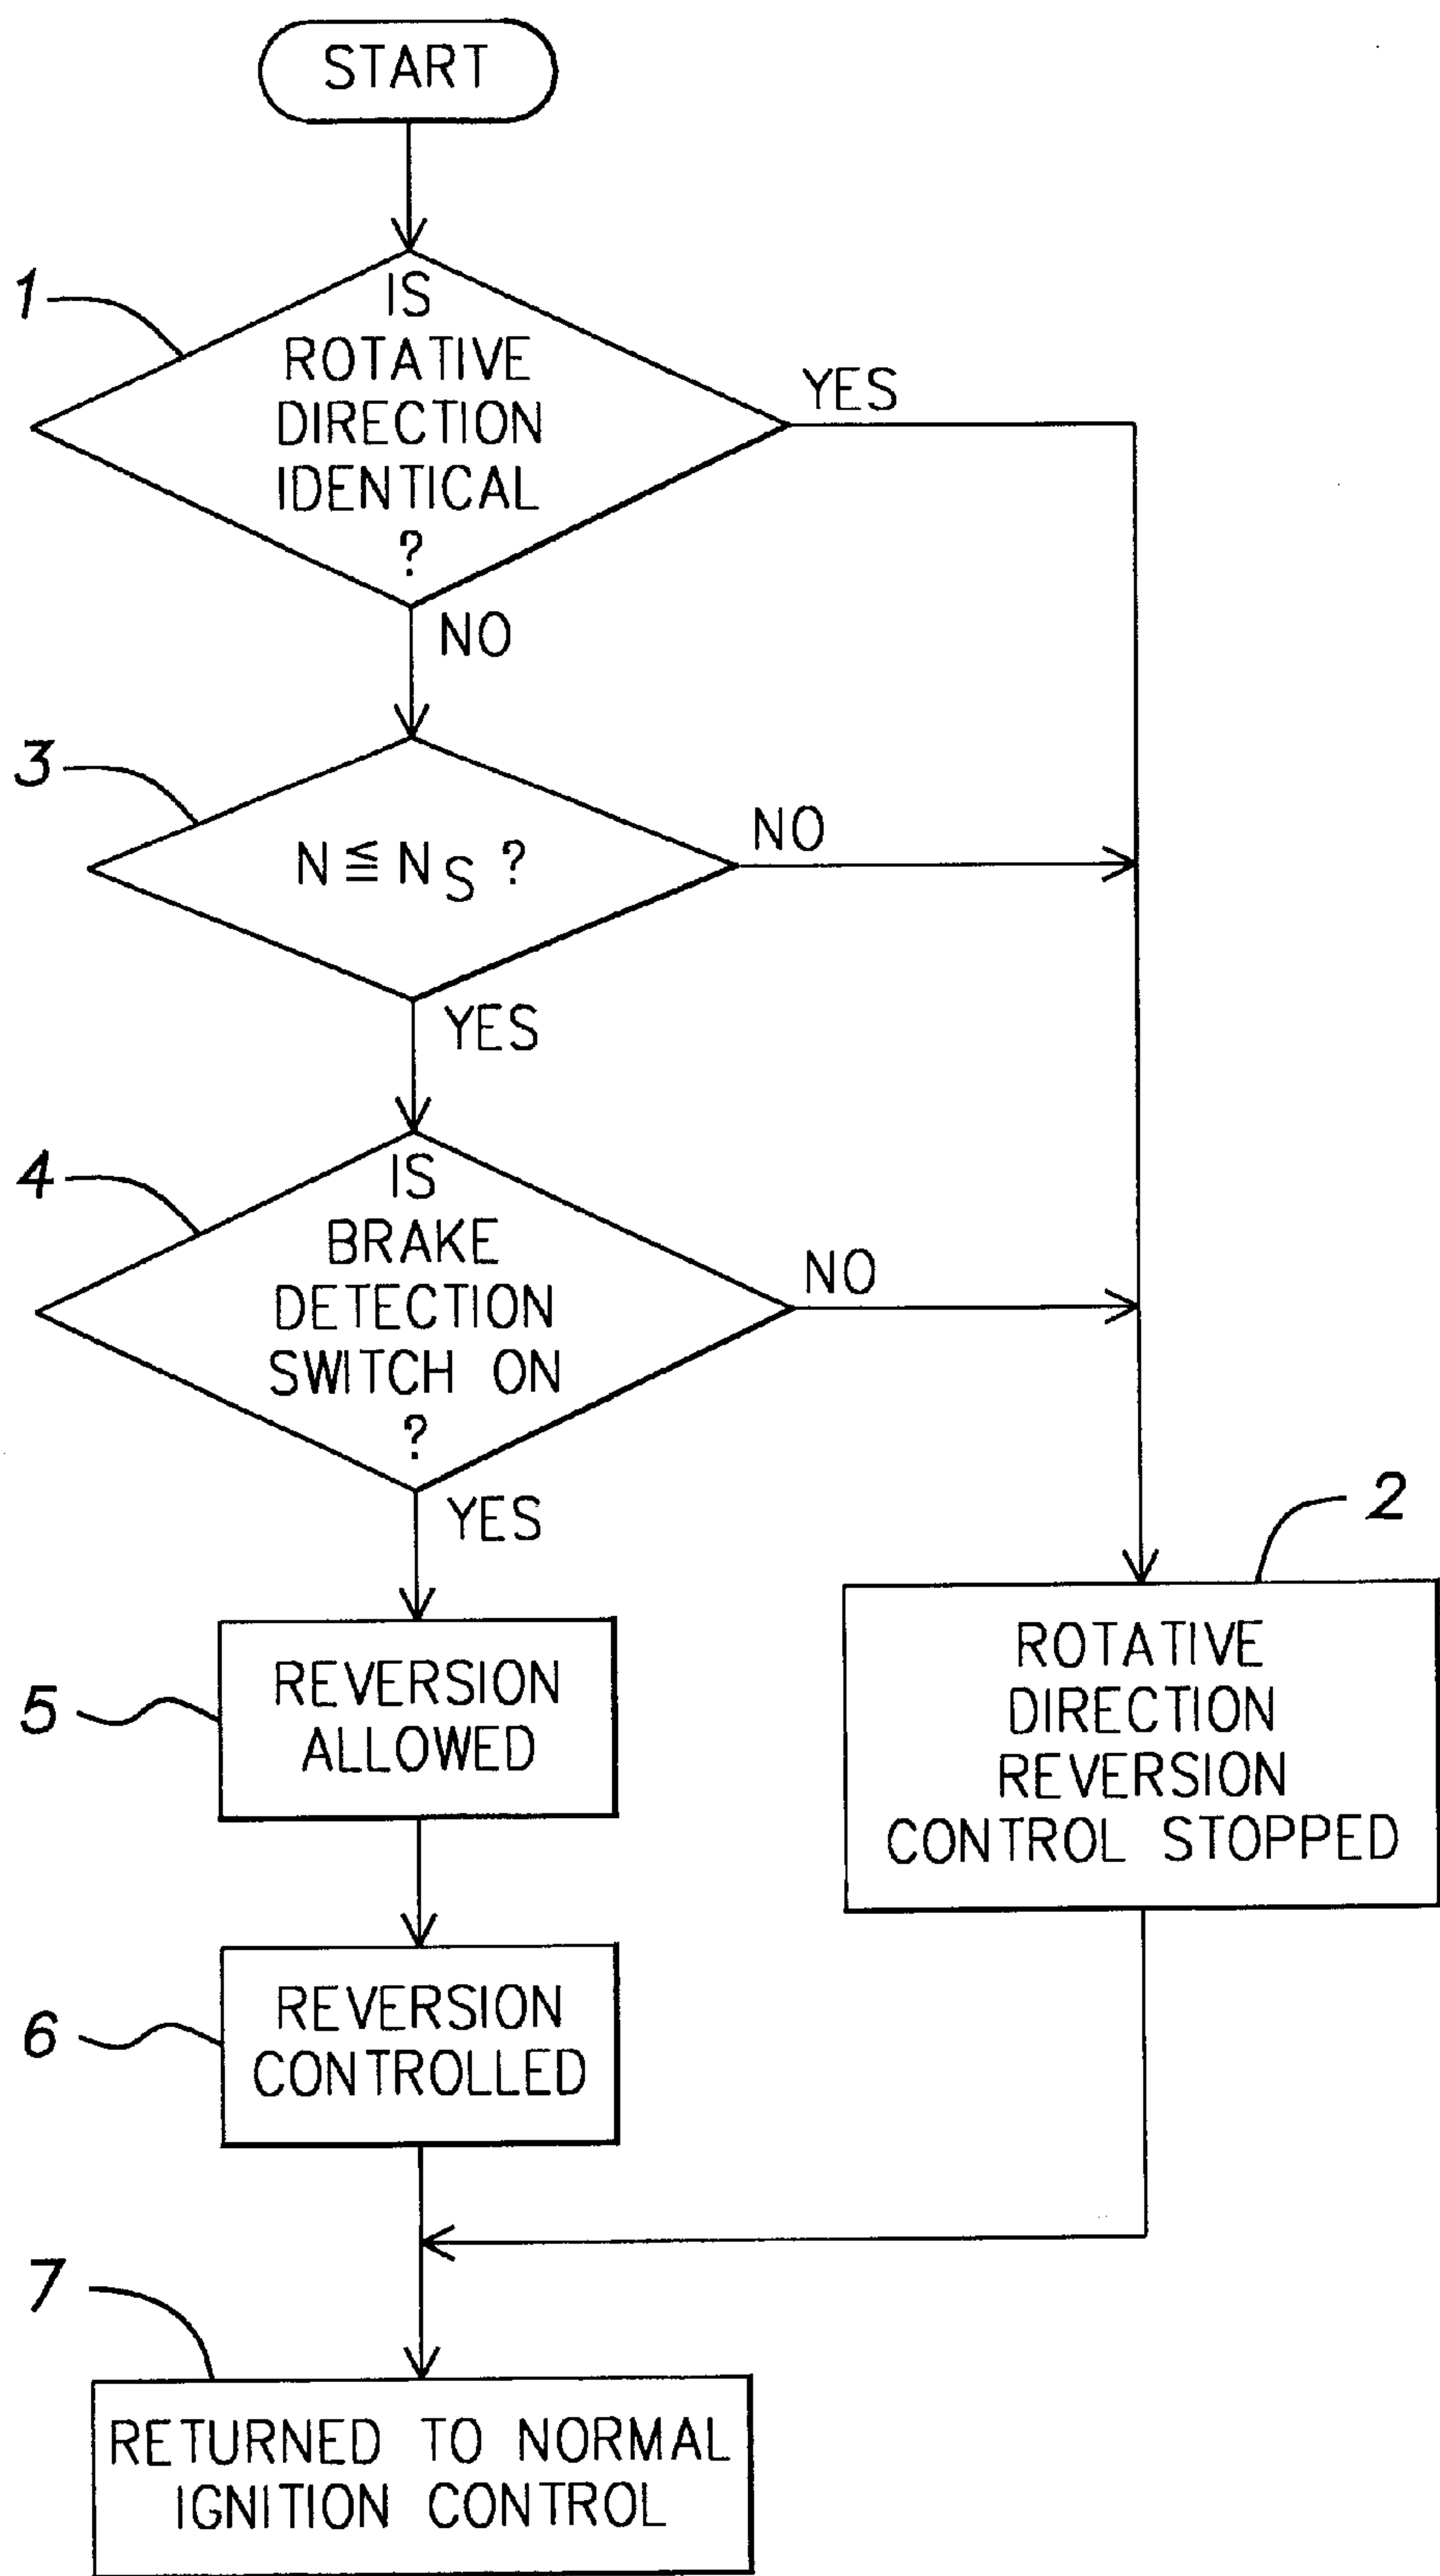 START
1
IS
ROTATIVE
DIRECTION
IDENTICAL
?
YES
NO
3
N ≦ NS ?
NO
YES
4
IS
BRAKE
DETECTION
SWITCH ON
?
NO
YES
2
ROTATIVE
DIRECTION
REVERSION
CONTROL STOPPED
5
REVERSION
ALLOWED
6
REVERSION
CONTROLLED
7
RETURNED TO NORMAL
IGNITION CONTROL